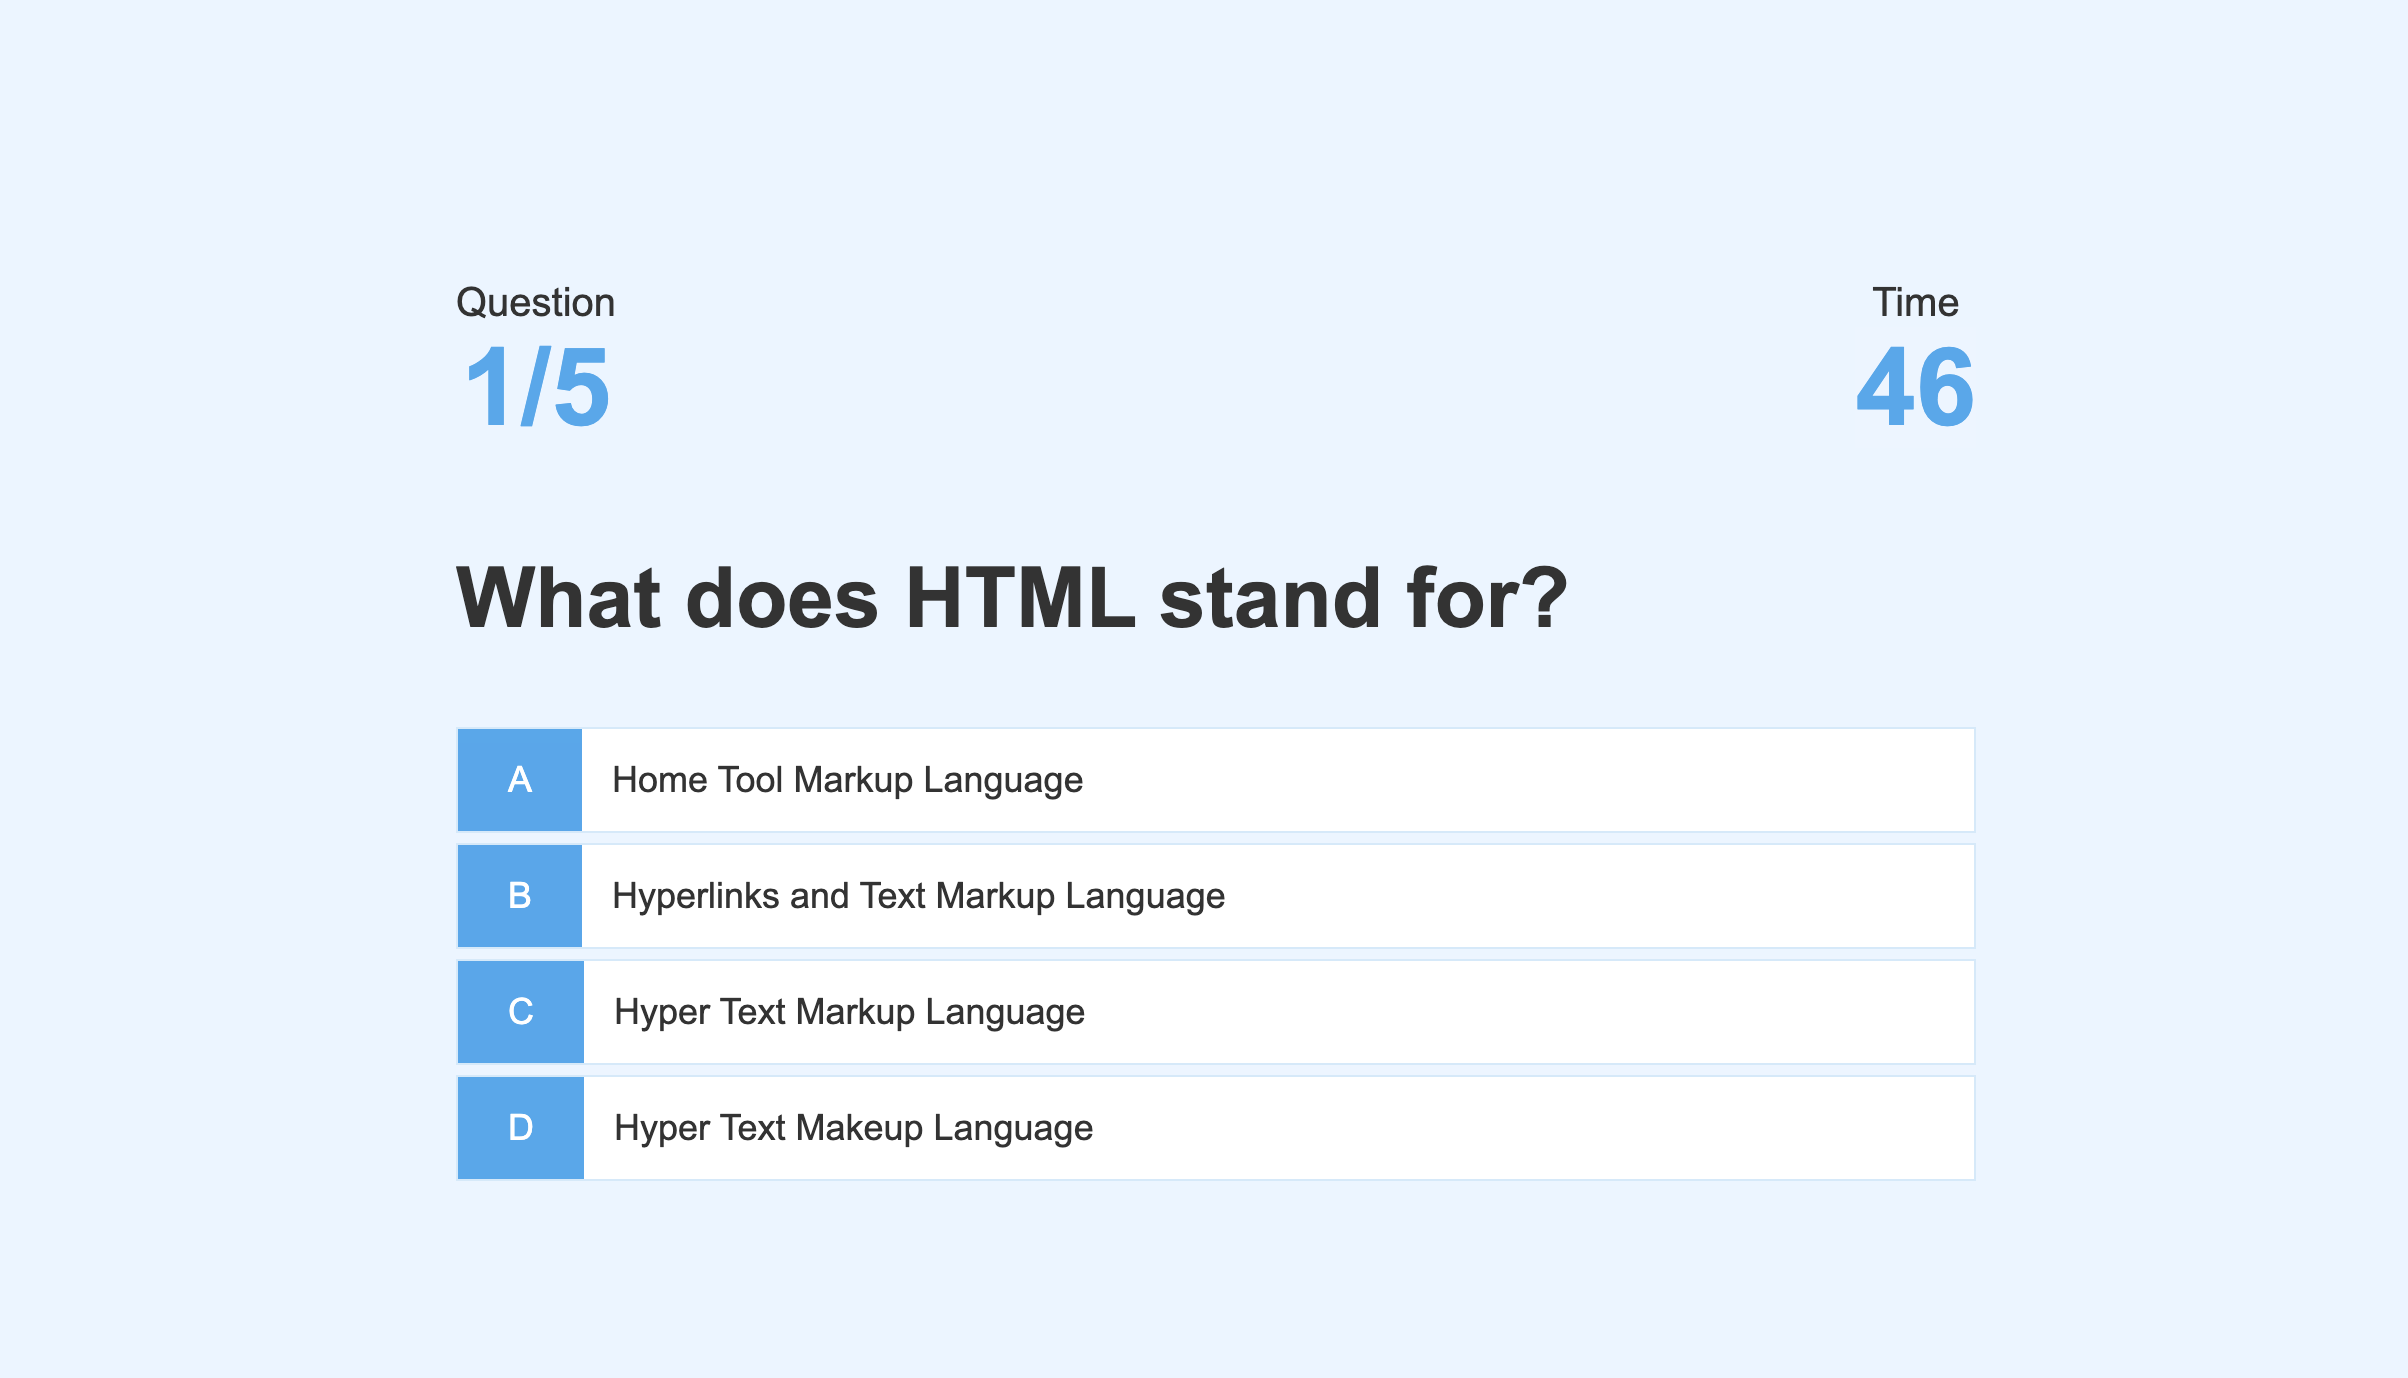 Question
1/5
Time
46
What does HTML stand for?
A
Home Tool Markup Language
B
Hyperlinks and Text Markup Language
C
Hyper Text Markup Language
D
Hyper Text Makeup Language